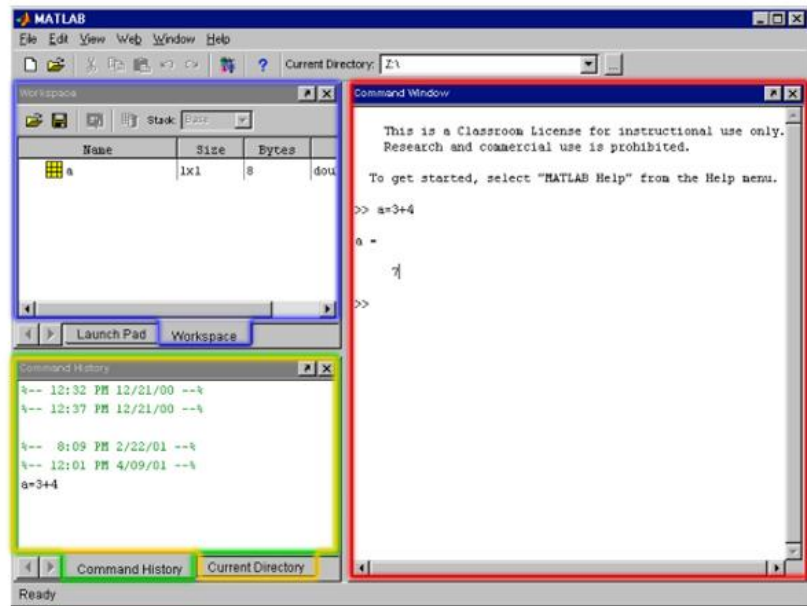 MATLAB
File Edit View Web Window Help
Current Directory: Z:\
Workspace
Stack: Base
Name Size Bytes
a 1x1 8 dou
Launch Pad Workspace
Command History
%-- 12:32 PM 12/21/00 --%
%-- 12:37 PM 12/21/00 --%
%-- 8:09 PM 2/22/01 --%
%-- 12:01 PM 4/09/01 --%
a=3+4
Command History Current Directory
Command Window
This is a Classroom License for instructional use only.
Research and commercial use is prohibited.
To get started, select "MATLAB Help" from the Help menu.
>> a=3+4
a =
7
>>
Ready